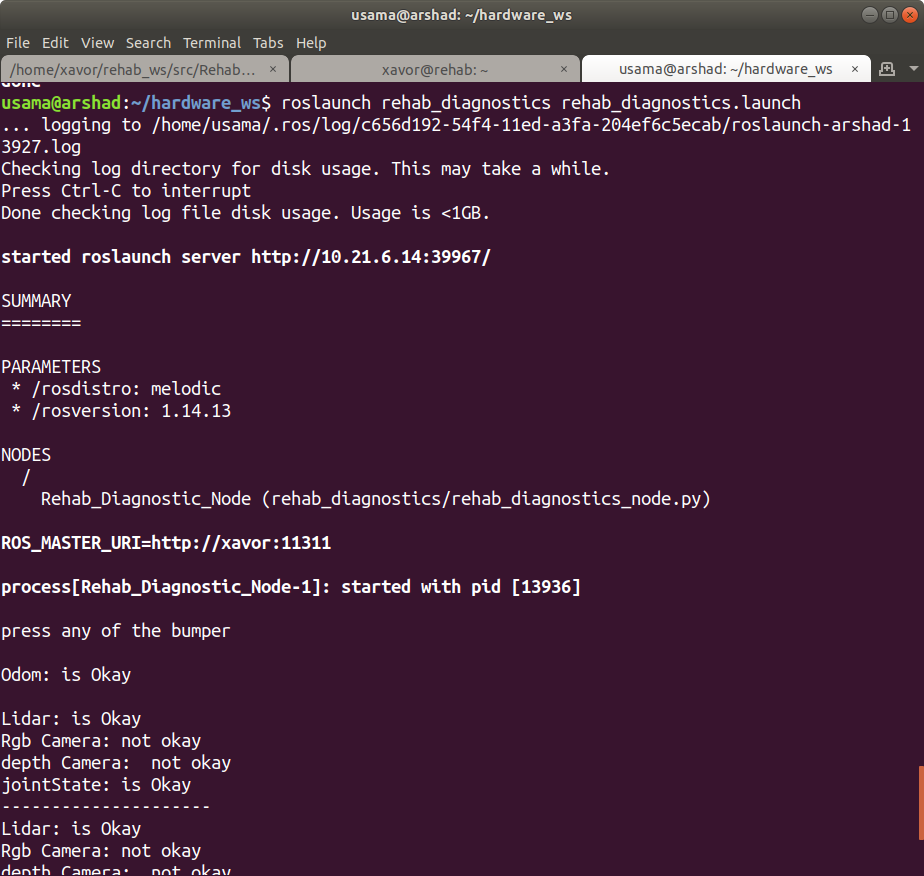 usama@arshad: ~/hardware_ws
File Edit View Search Terminal Tabs Help
/home/xavor/rehab_ws/src/Rehab... × xavor@rehab: ~ × usama@arshad: ~/hardware_ws ×
done
usama@arshad:~/hardware_ws$ roslaunch rehab_diagnostics rehab_diagnostics.launch
... logging to /home/usama/.ros/log/c656d192-54f4-11ed-a3fa-204ef6c5ecab/roslaunch-arshad-1
3927.log
Checking log directory for disk usage. This may take a while.
Press Ctrl-C to interrupt
Done checking log file disk usage. Usage is <1GB.
started roslaunch server http://10.21.6.14:39967/
SUMMARY
========
PARAMETERS
 * /rosdistro: melodic
 * /rosversion: 1.14.13
NODES
  /
    Rehab_Diagnostic_Node (rehab_diagnostics/rehab_diagnostics_node.py)
ROS_MASTER_URI=http://xavor:11311
process[Rehab_Diagnostic_Node-1]: started with pid [13936]
press any of the bumper
Odom: is Okay
Lidar: is Okay
Rgb Camera: not okay
depth Camera:  not okay
jointState: is Okay
---------------------
Lidar: is Okay
Rgb Camera: not okay
depth Camera:  not okay